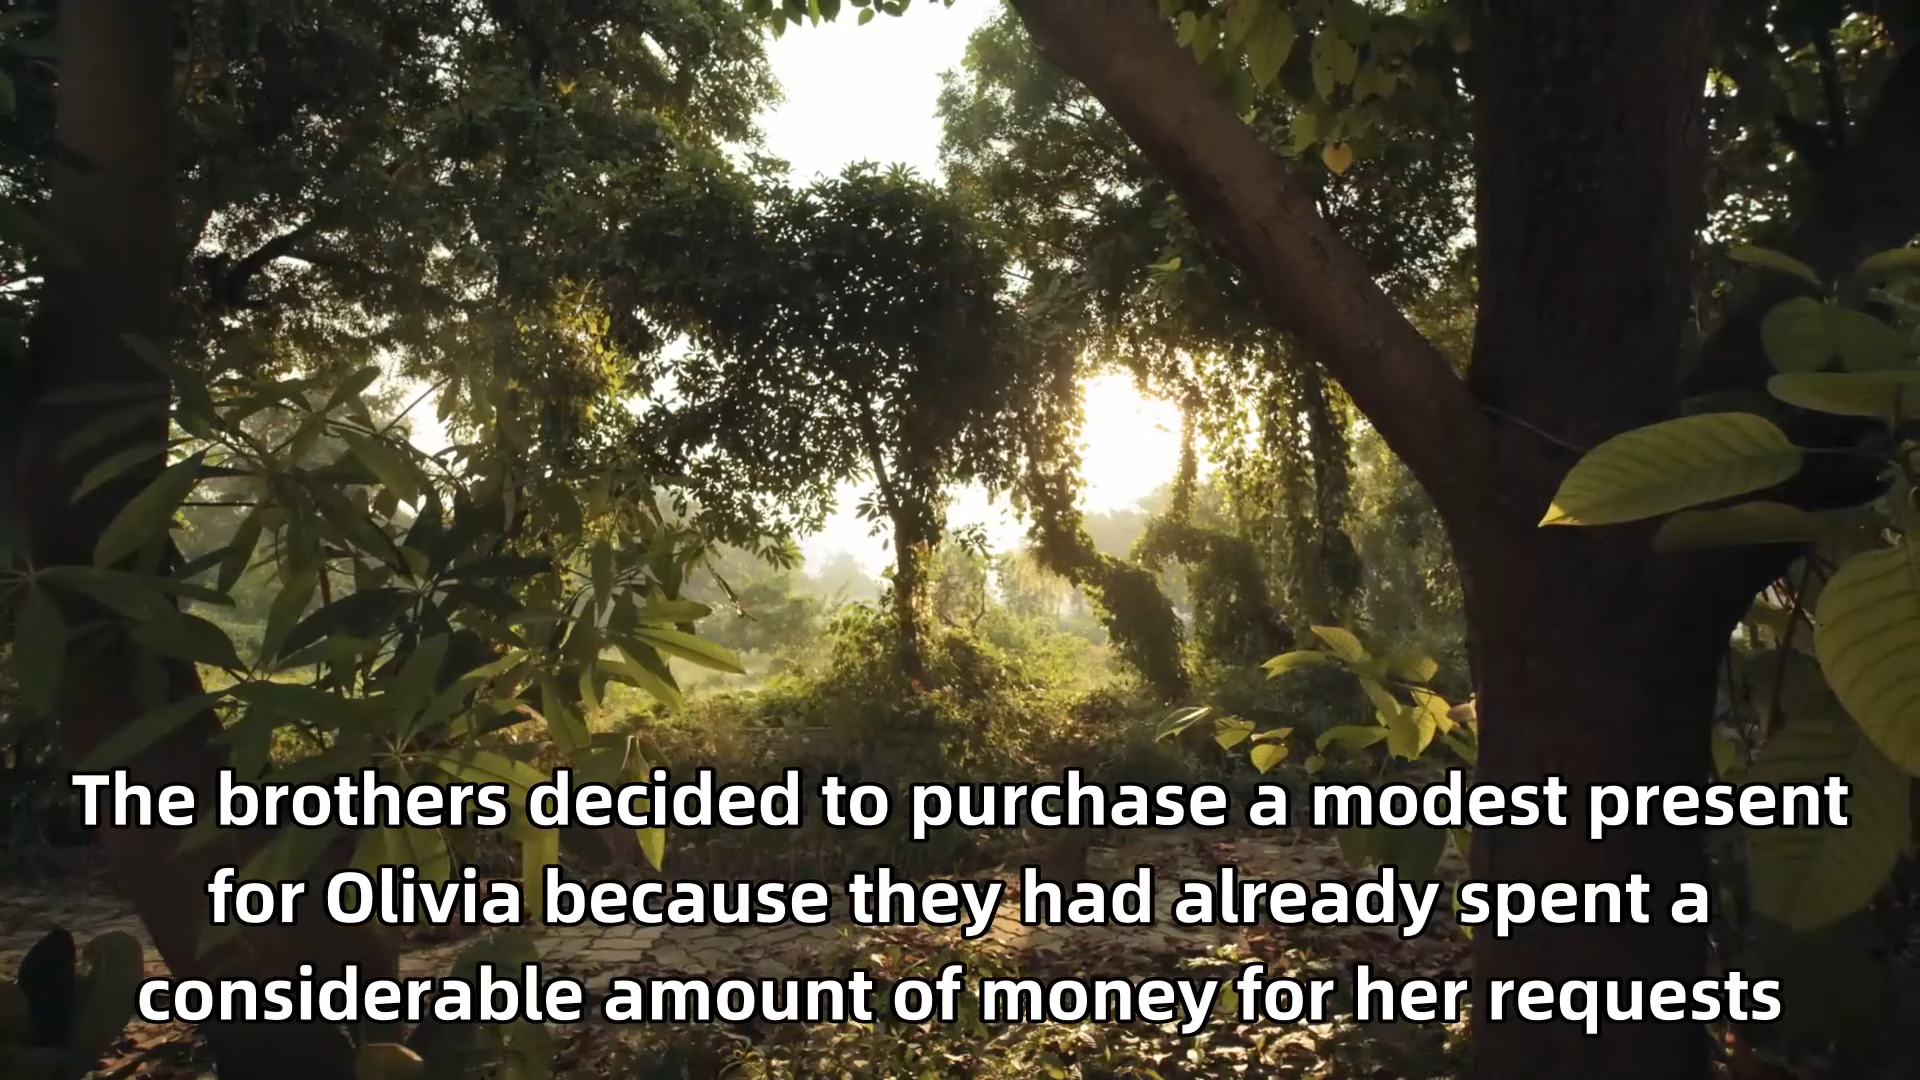 The brothers decided to purchase a modest present
for Olivia because they had already spent a
considerable amount of money for her requests